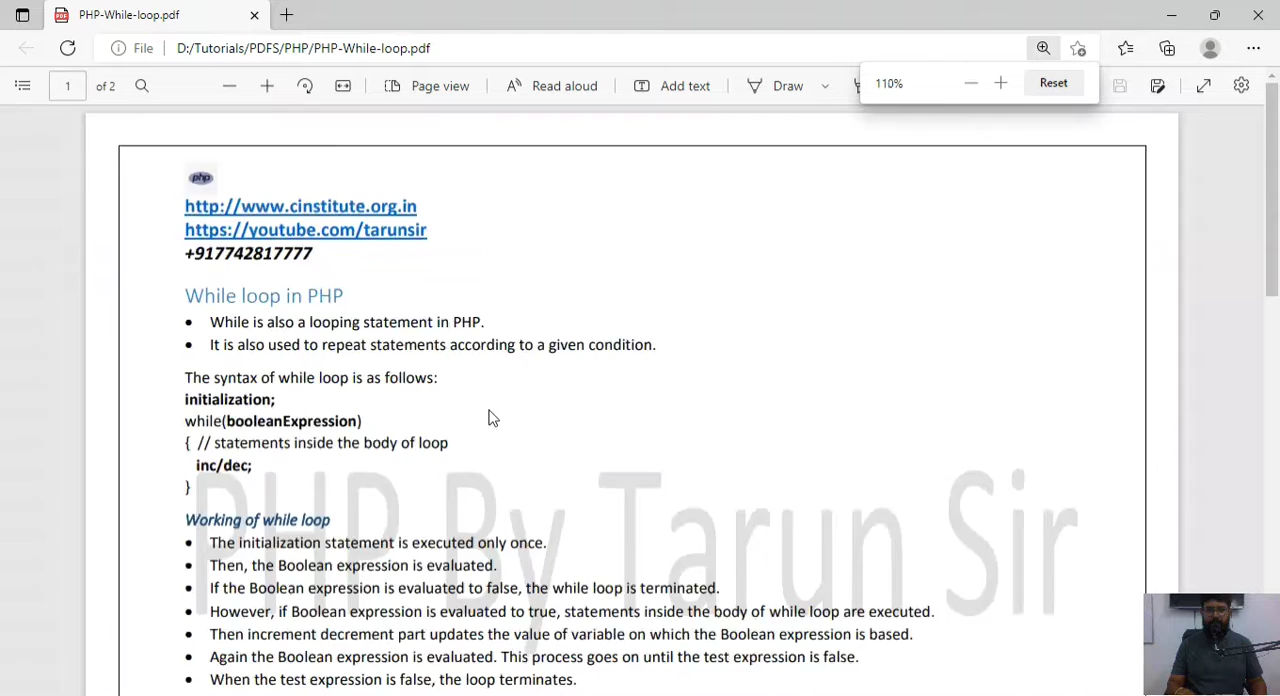 PHP-While-loop.pdf
File D:/Tutorials/PDFS/PHP/PHP-While-loop.pdf
1 of 2 Page view Read aloud Add text Draw
110% Reset
php
http://www.cinstitute.org.in
https://youtube.com/tarunsir
+917742817777
While loop in PHP
• While is also a looping statement in PHP.
• It is also used to repeat statements according to a given condition.
The syntax of while loop is as follows:
initialization;
while(booleanExpression)
{ // statements inside the body of loop
inc/dec;
}
PHP By Tarun Sir
Working of while loop
• The initialization statement is executed only once.
• Then, the Boolean expression is evaluated.
• If the Boolean expression is evaluated to false, the while loop is terminated.
• However, if Boolean expression is evaluated to true, statements inside the body of while loop are executed.
• Then increment decrement part updates the value of variable on which the Boolean expression is based.
• Again the Boolean expression is evaluated. This process goes on until the test expression is false.
• When the test expression is false, the loop terminates.